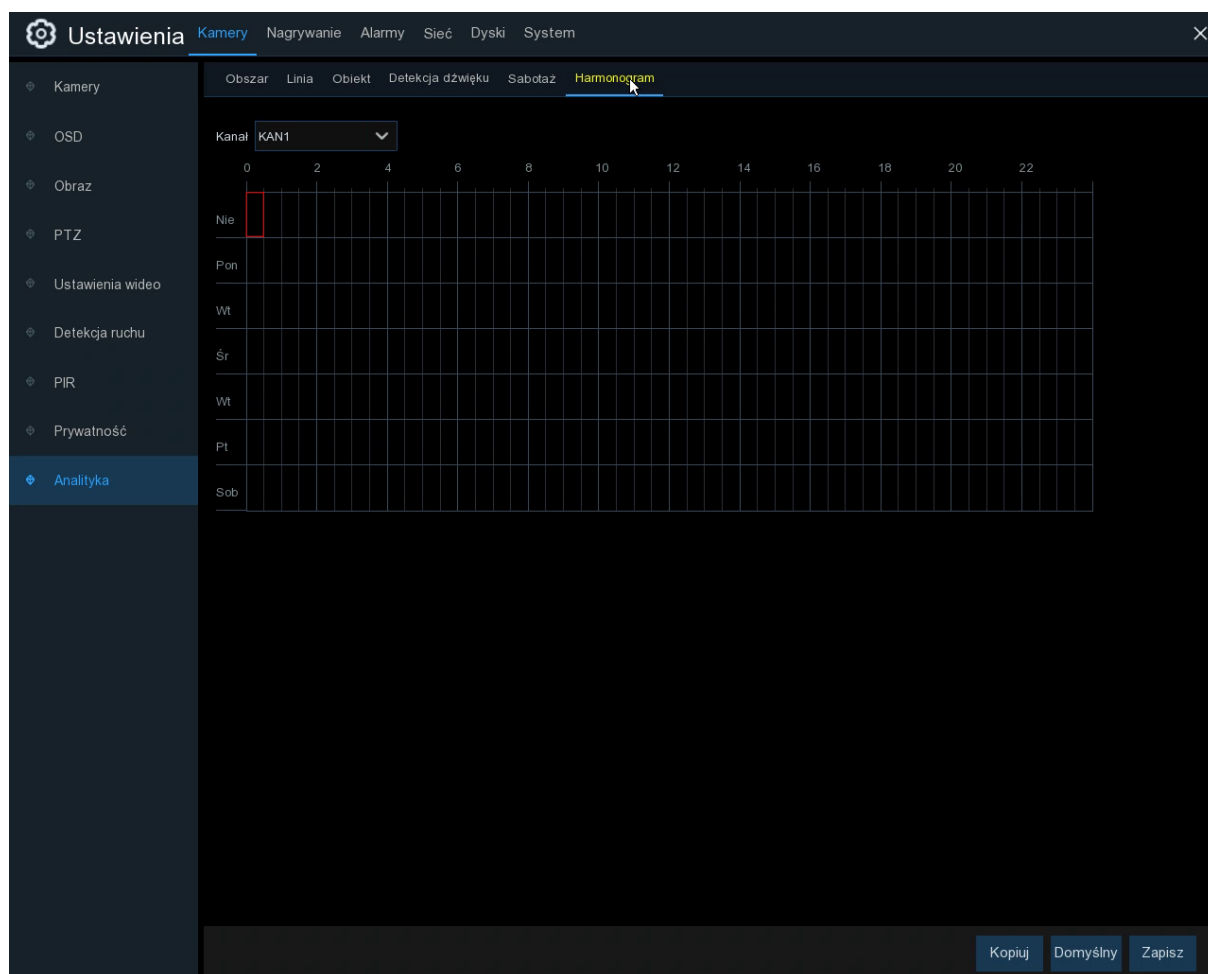 Ustawienia Kamery Nagrywanie Alarmy Sieć Dyski System
Obszar Linia Obiekt Detekcja dźwięku Sabotaż Harmonogram
Kamery
OSD
Obraz
PTZ
Ustawienia wideo
Detekcja ruchu
PIR
Prywatność
Analityka
Kanał KAN1
0 2 4 6 8 10 12 14 16 18 20 22
Nie
Pon
Wt
Śr
Wt
Pt
Sob
Kopiuj Domyślny Zapisz